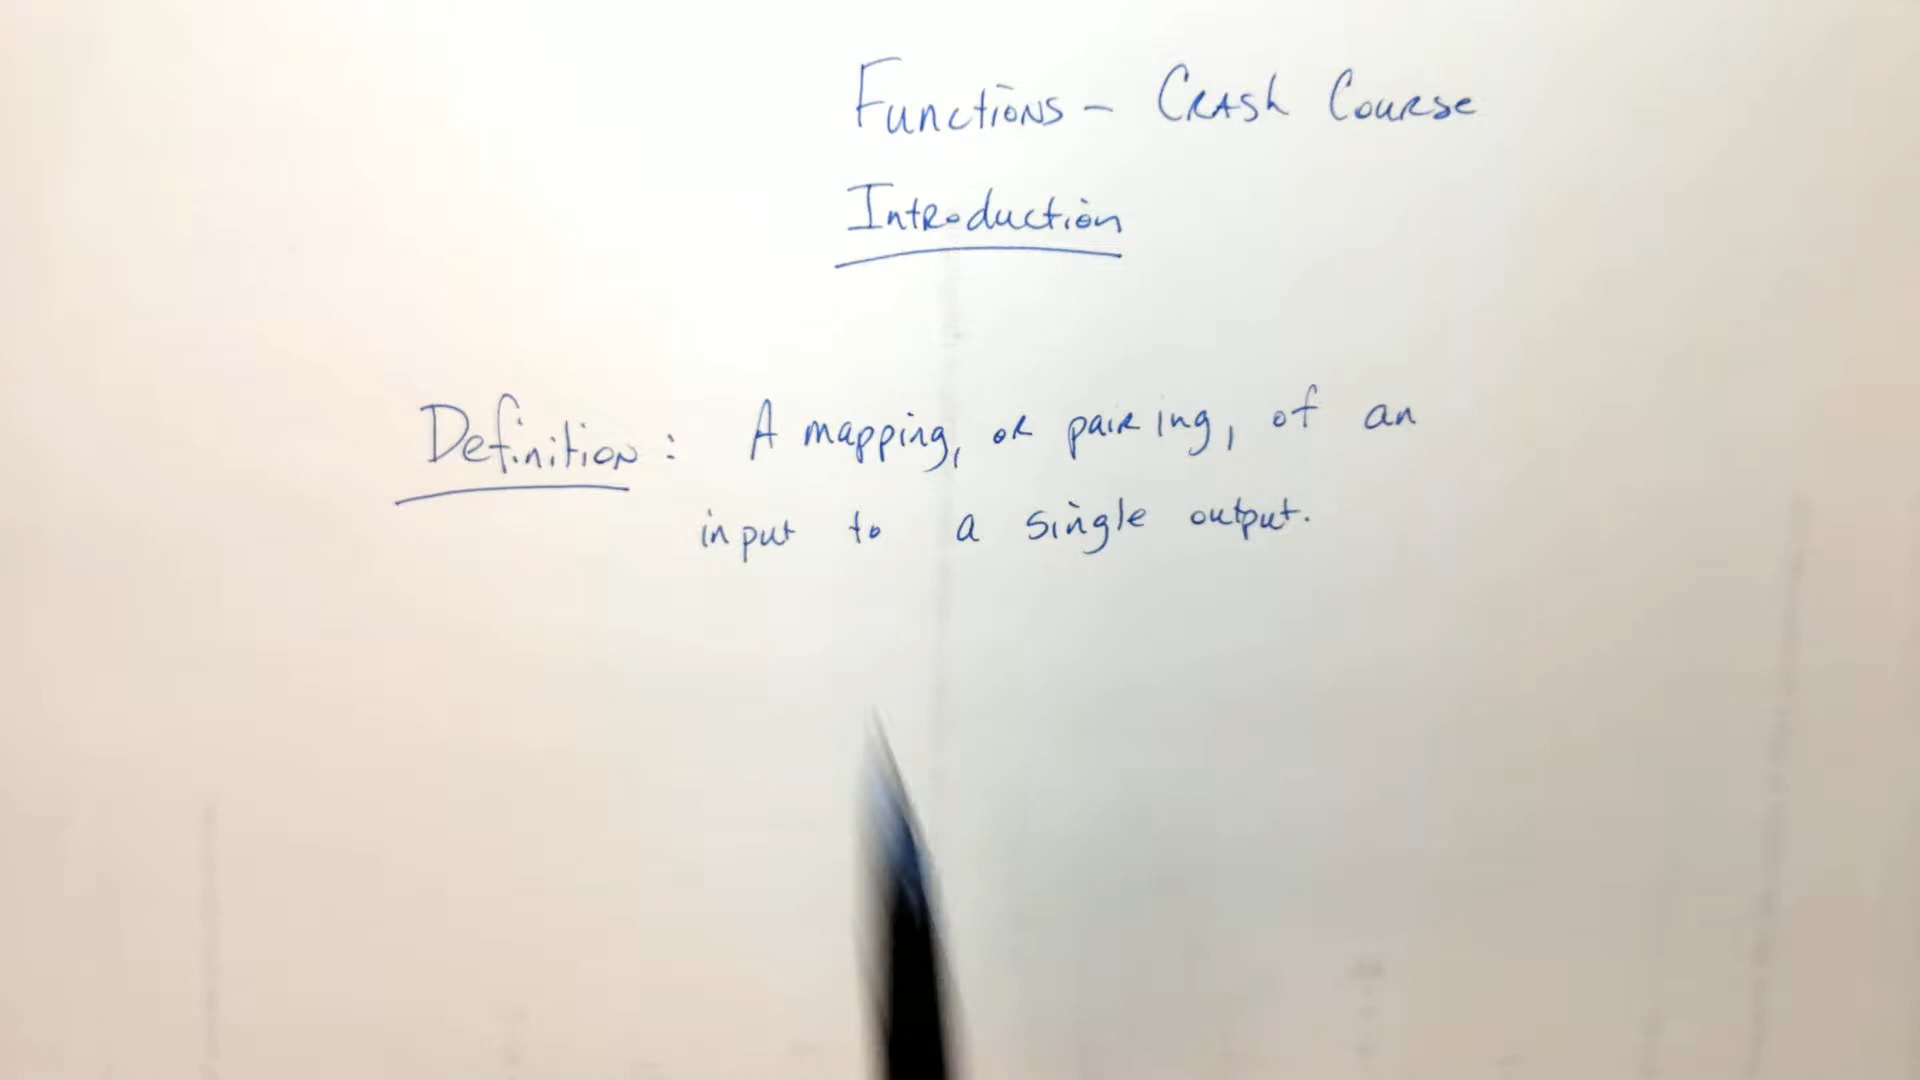 Functions - Crash Course
Introduction
Definition: A mapping, or pairing, of an
input to a single output.